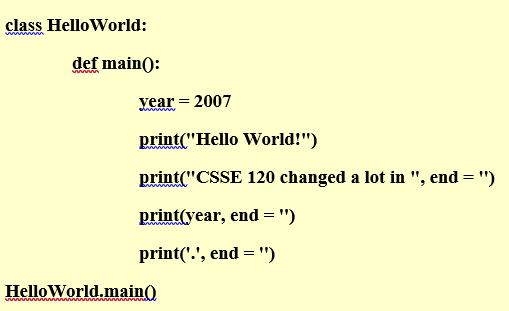 class HelloWorld:
def main():
year = 2007
print("Hello World!")
print("CSSE 120 changed a lot in ", end = '')
print(year, end = '')
print('.', end = '')
HelloWorld.main()